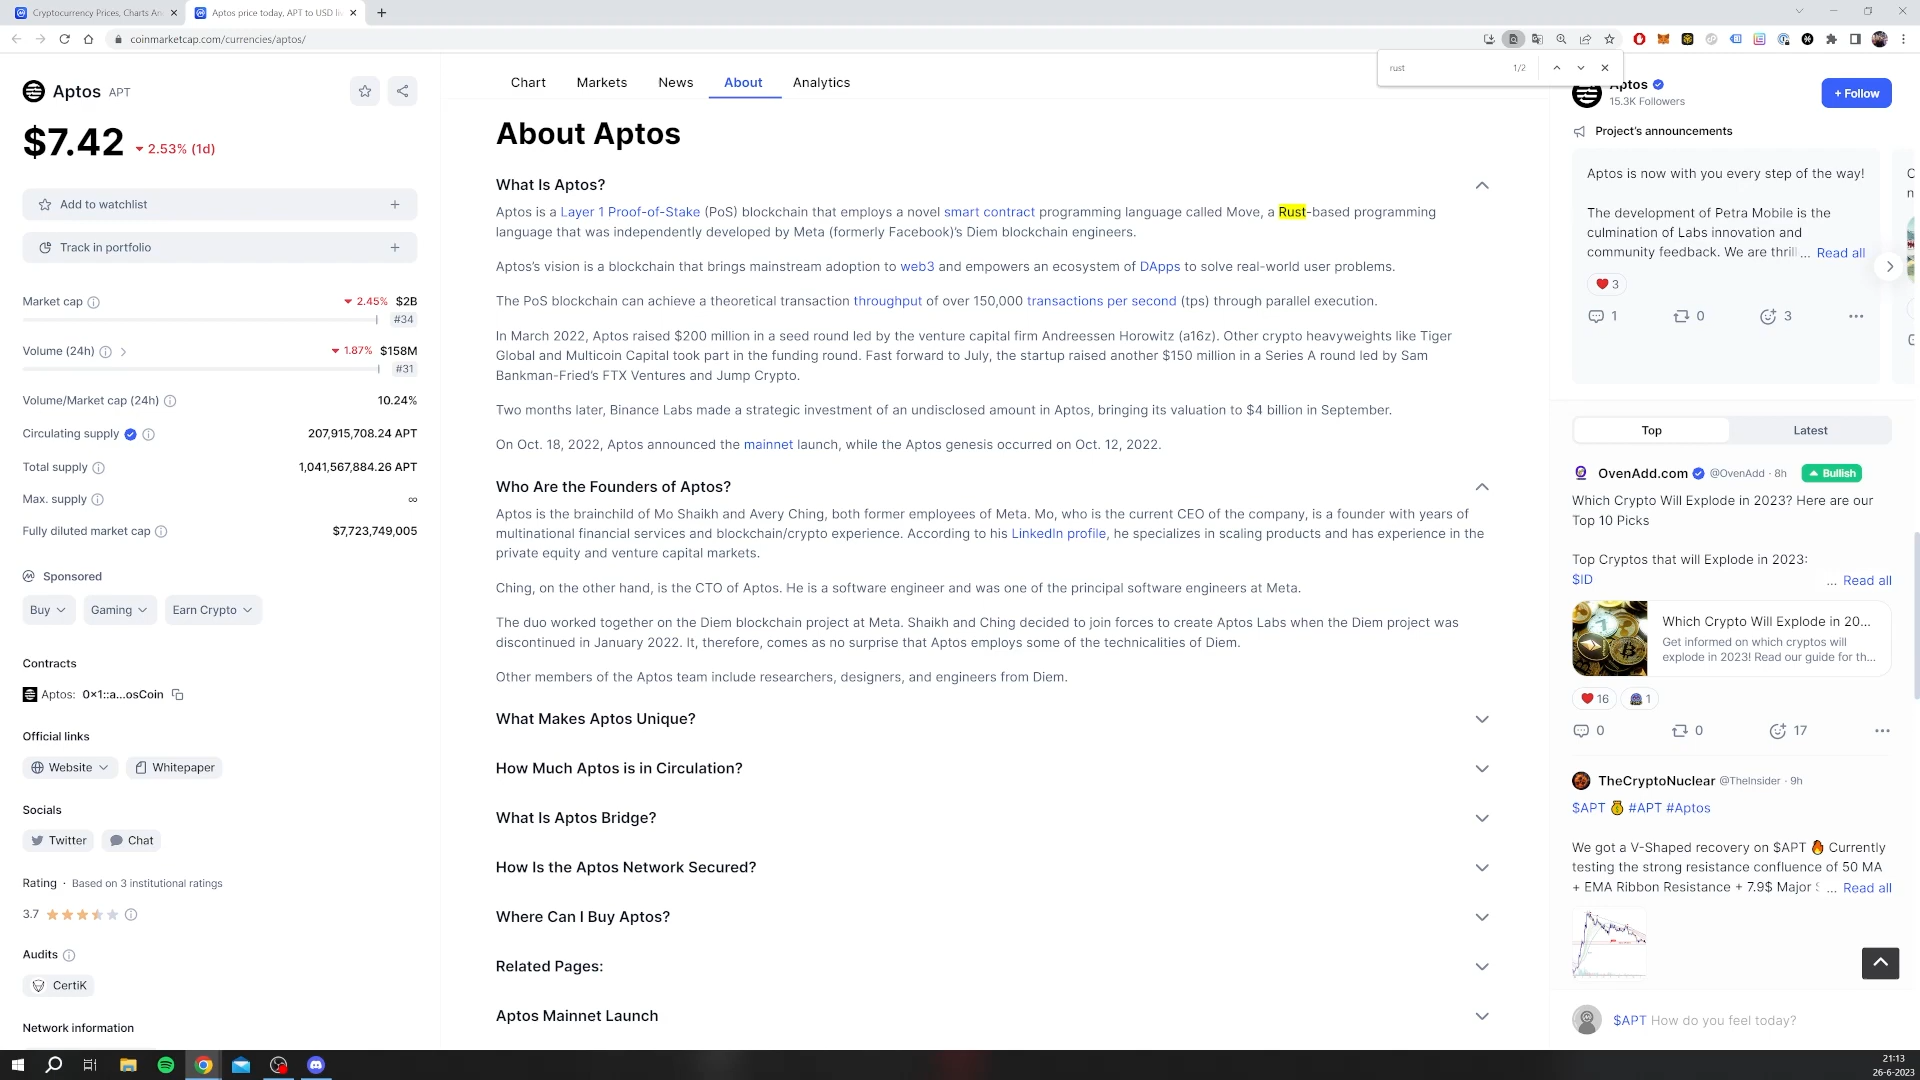 Cryptocurrency Prices, Charts An
Aptos price today, APT to USD li
coinmarketcap.com/currencies/aptos/
rust
1/2
Aptos APT
$7.42 2.53% (1d)
Add to watchlist
Track in portfolio
Market cap 2.45% $2B
#34
Volume (24h) 1.87% $158M
#31
Volume/Market cap (24h) 10.24%
Circulating supply 207,915,708.24 APT
Total supply 1,041,567,884.26 APT
Max. supply ∞
Fully diluted market cap $7,723,749,005
Sponsored
Buy Gaming Earn Crypto
Contracts
Aptos: 0x1::a...osCoin
Official links
Website Whitepaper
Socials
Twitter Chat
Rating · Based on 3 institutional ratings
3.7
Audits
CertiK
Network information
Chart Markets News About Analytics
About Aptos
What Is Aptos?
Aptos is a Layer 1 Proof-of-Stake (PoS) blockchain that employs a novel smart contract programming language called Move, a Rust-based programming
language that was independently developed by Meta (formerly Facebook)'s Diem blockchain engineers.
Aptos's vision is a blockchain that brings mainstream adoption to web3 and empowers an ecosystem of DApps to solve real-world user problems.
The PoS blockchain can achieve a theoretical transaction throughput of over 150,000 transactions per second (tps) through parallel execution.
In March 2022, Aptos raised $200 million in a seed round led by the venture capital firm Andreessen Horowitz (a16z). Other crypto heavyweights like Tiger
Global and Multicoin Capital took part in the funding round. Fast forward to July, the startup raised another $150 million in a Series A round led by Sam
Bankman-Fried's FTX Ventures and Jump Crypto.
Two months later, Binance Labs made a strategic investment of an undisclosed amount in Aptos, bringing its valuation to $4 billion in September.
On Oct. 18, 2022, Aptos announced the mainnet launch, while the Aptos genesis occurred on Oct. 12, 2022.
Who Are the Founders of Aptos?
Aptos is the brainchild of Mo Shaikh and Avery Ching, both former employees of Meta. Mo, who is the current CEO of the company, is a founder with years of
multinational financial services and blockchain/crypto experience. According to his LinkedIn profile, he specializes in scaling products and has experience in the
private equity and venture capital markets.
Ching, on the other hand, is the CTO of Aptos. He is a software engineer and was one of the principal software engineers at Meta.
The duo worked together on the Diem blockchain project at Meta. Shaikh and Ching decided to join forces to create Aptos Labs when the Diem project was
discontinued in January 2022. It, therefore, comes as no surprise that Aptos employs some of the technicalities of Diem.
Other members of the Aptos team include researchers, designers, and engineers from Diem.
What Makes Aptos Unique?
How Much Aptos is in Circulation?
What Is Aptos Bridge?
How Is the Aptos Network Secured?
Where Can I Buy Aptos?
Related Pages:
Aptos Mainnet Launch
Aptos
15.3K Followers
+ Follow
Project's announcements
Aptos is now with you every step of the way!
The development of Petra Mobile is the
culmination of Labs innovation and
community feedback. We are thrill... Read all
3
1 0 3
Top Latest
OvenAdd.com @OvenAdd · 8h Bullish
Which Crypto Will Explode in 2023? Here are our
Top 10 Picks
Top Cryptos that will Explode in 2023:
$ID ... Read all
Which Crypto Will Explode in 20...
Get informed on which cryptos will
explode in 2023! Read our guide for th...
16 1
0 0 17
TheCryptoNuclear @TheInsider · 9h
$APT #APT #Aptos
We got a V-Shaped recovery on $APT Currently
testing the strong resistance confluence of 50 MA
+ EMA Ribbon Resistance + 7.9$ Major ... Read all
$APT How do you feel today?
21:13
26-6-2023